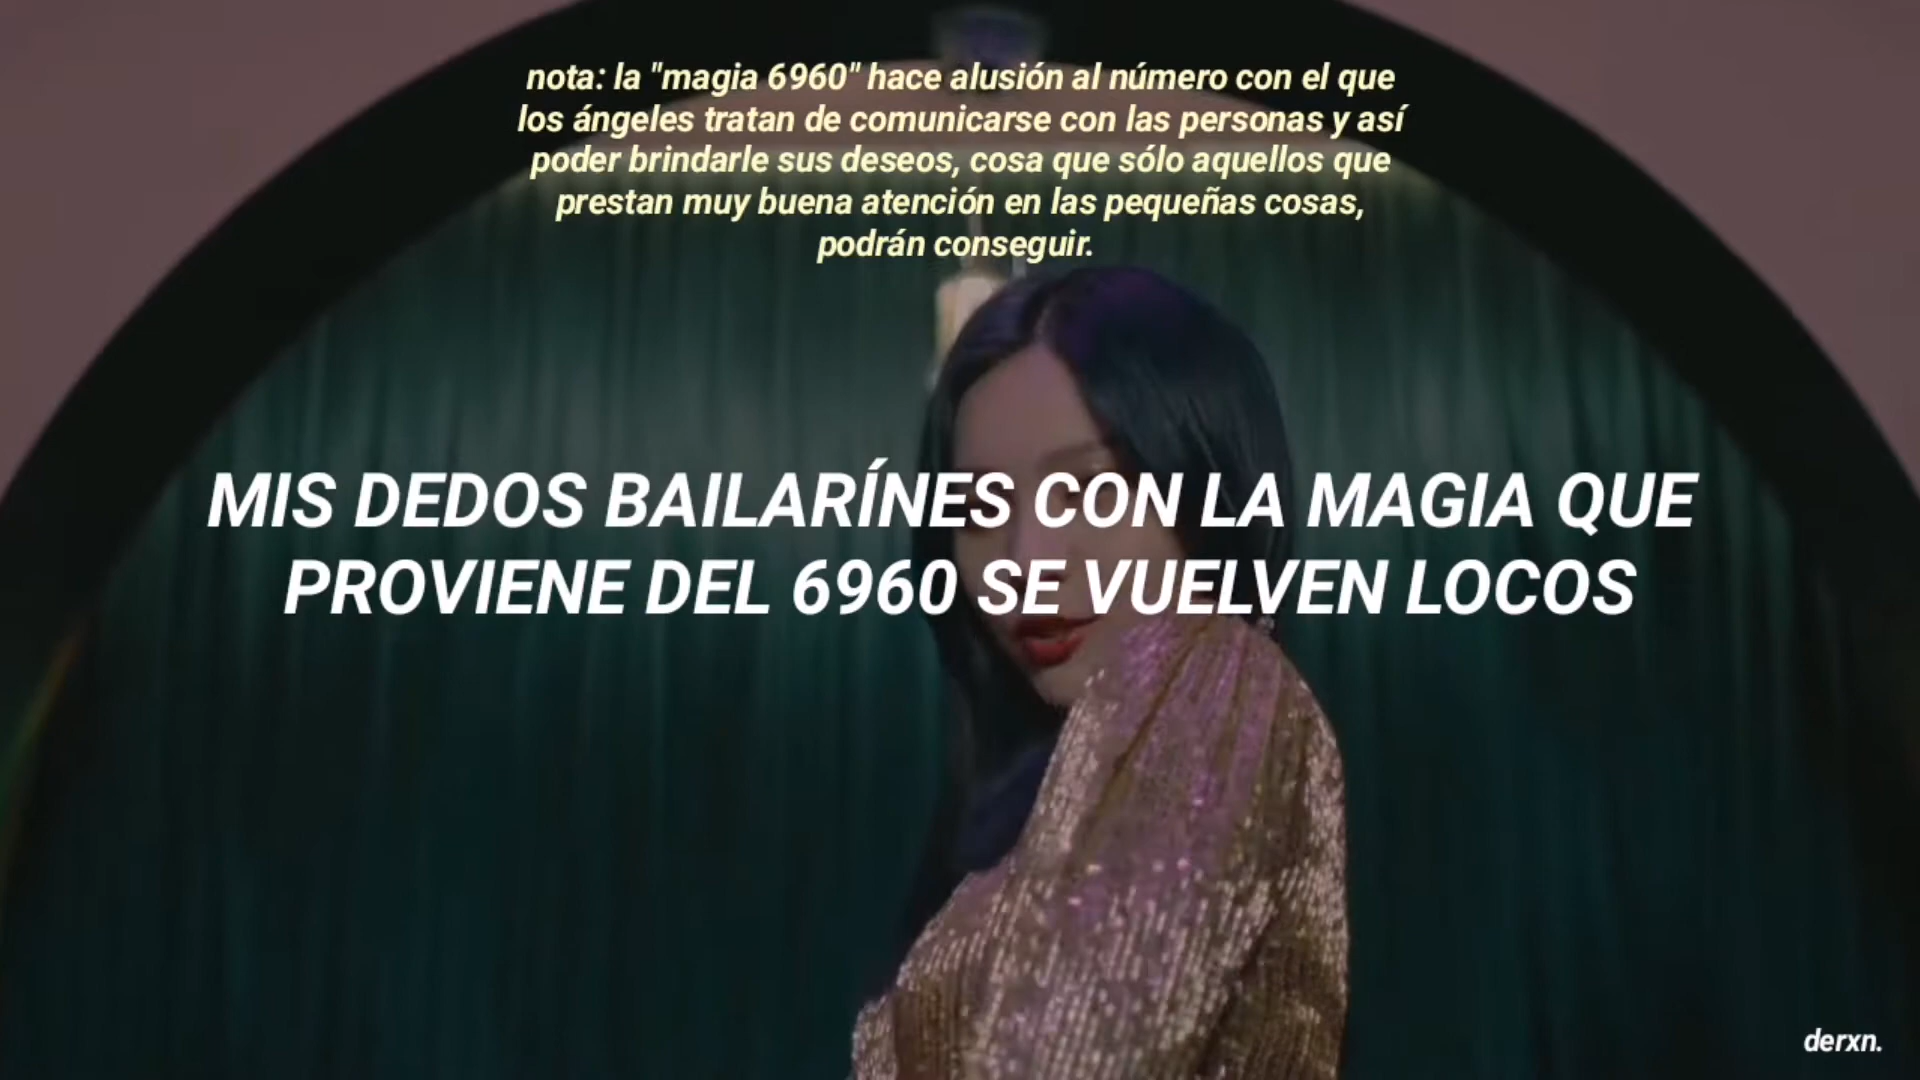 nota: la "magia 6960" hace alusión al número con el que
los ángeles tratan de comunicarse con las personas y así
poder brindarle sus deseos, cosa que sólo aquellos que
prestan muy buena atención en las pequeñas cosas,
podrán conseguir.
MIS DEDOS BAILARÍNES CON LA MAGIA QUE
PROVIENE DEL 6960 SE VUELVEN LOCOS
derxn.